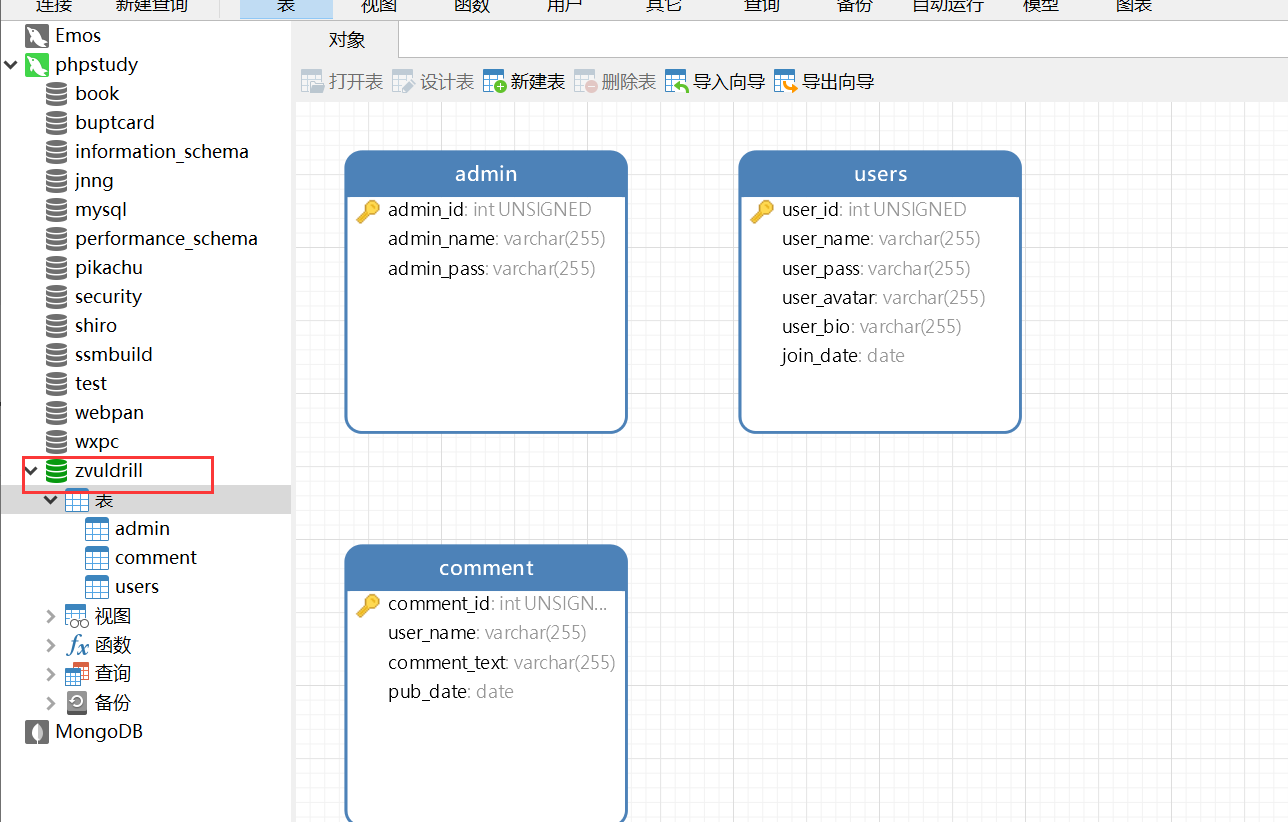 连接 新建查询 表 视图 函数 用户 其它 查询 备份 自动运行 模型 图表
Emos
phpstudy
book
buptcard
information_schema
jnng
mysql
performance_schema
pikachu
security
shiro
ssmbuild
test
webpan
wxpc
zvuldrill
表
admin
comment
users
视图
fx 函数
查询
备份
MongoDB
对象
打开表 设计表 新建表 删除表 导入向导 导出向导
admin
admin_id: int UNSIGNED
admin_name: varchar(255)
admin_pass: varchar(255)
users
user_id: int UNSIGNED
user_name: varchar(255)
user_pass: varchar(255)
user_avatar: varchar(255)
user_bio: varchar(255)
join_date: date
comment
comment_id: int UNSIGN...
user_name: varchar(255)
comment_text: varchar(255)
pub_date: date